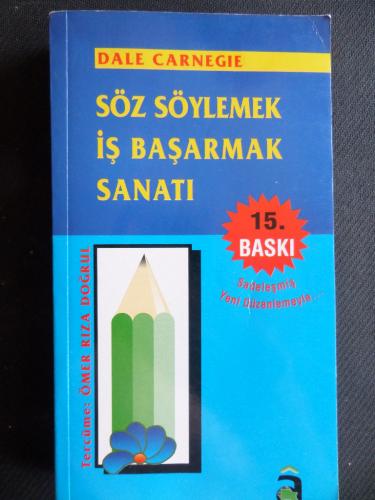 DALE CARNEGIE
SÖZ SÖYLEMEK
İŞ BAŞARMAK
SANATI
15.
BASKI
Sadeleşmiş
Yeni Düzenlemeyle...
Tercüme: ÖMER RIZA DOĞRUL
â